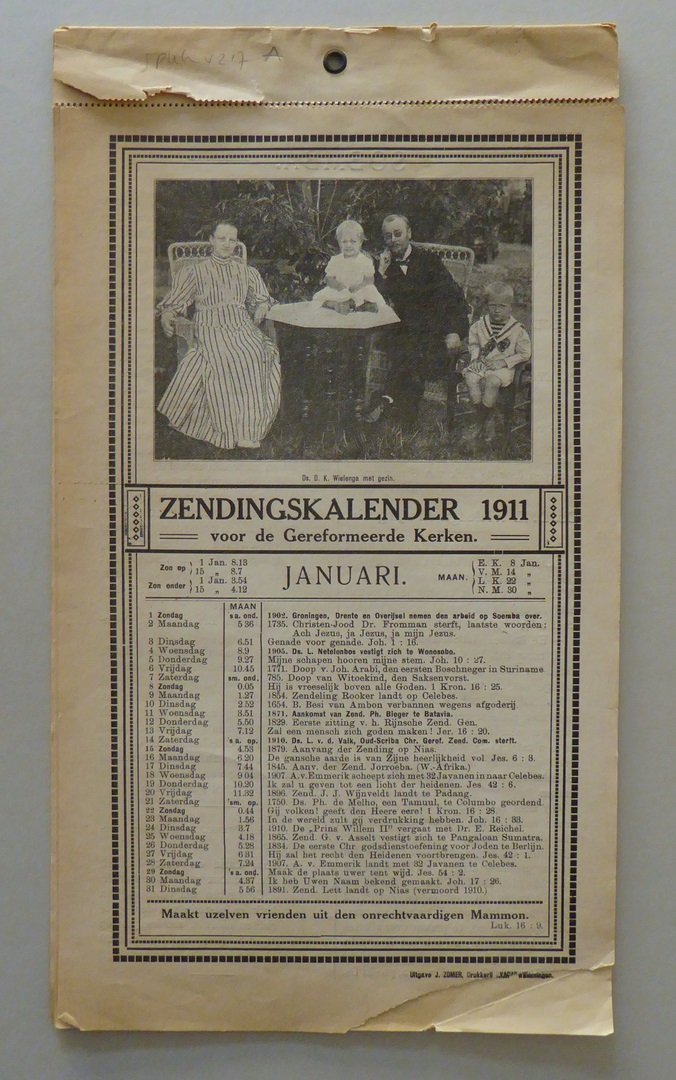 Ds. D. K. Wielenga met gezin.
ZENDINGSKALENDER 1911
voor de Gereformeerde Kerken.
Zon op 1 Jan. 8.13
15 „ 8.7
Zon onder 1 Jan. 3.54
15 „ 4.12
JANUARI.
MAAN. E. K. 8 Jan.
V. M. 14 „
L. K. 22 „
N. M. 30 „
MAAN
1 Zondag 's a. ond. 1902. Groningen, Drente en Overijsel nemen den arbeid op Soemba over.
2 Maandag 5 36 1735. Christen-Jood Dr. Fromman sterft, laatste woorden:
Ach Jezus, ja Jezus, ja mijn Jezus.
3 Dinsdag 6.51 Genade voor genade. Joh. 1 : 16.
4 Woensdag 8.9 1905. Ds. L. Netelenbos vestigt zich te Wonosobo.
5 Donderdag 9.27 Mijne schapen hooren mijne stem. Joh. 10 : 27.
6 Vrijdag 10.45 1771. Doop v. Joh. Arabi, den eersten Boschneger in Suriname
7 Zaterdag sm. ond. 785. Doop van Witoekind, den Saksenvorst.
8 Zondag 0.05 Hij is vreeselijk boven alle Goden. 1 Kron. 16 : 25.
9 Maandag 1.27 1854. Zendeling Rooker landt op Celebes.
10 Dinsdag 2.52 1654. B. Besi van Ambon verbannen wegens afgoderij.
11 Woensdag 3.51 1871. Aankomst van Zend. Ph. Bieger te Batavia.
12 Donderdag 5.50 1829. Eerste zitting v. h. Rijnsche Zend. Gen.
13 Vrijdag 7.12 Zal een mensch zich goden maken! Jer. 16 : 20.
14 Zaterdag 's a. op. 1910. Ds. L. v. d. Valk, Oud-Scriba Chr. Geref. Zend. Com. sterft.
15 Zondag 4.53 1879. Aanvang der Zending op Nias.
16 Maandag 6.20 De gansche aarde is van Zijne heerlijkheid vol Jes. 6 : 3.
17 Dinsdag 7.44 1845. Aanv. der Zend. Jorroeba. (W.-Afrika.)
18 Woensdag 9 04 1907. A. v. Emmerik scheept zich met 32 Javanen in naar Celebes.
19 Donderdag 10.20 Ik zal u geven tot een licht der heidenen. Jes 42 : 6.
20 Vrijdag 11.32 1896. Zend. J. J. Wijnveldt landt te Padang.
21 Zaterdag 'sm. op. 1750. Ds. Ph. de Melho, een Tamuul, te Columbo geordend.
22 Zondag 0.44 Gij volken! geeft den Heere eere! I Kron. 16 : 28.
23 Maandag 1.56 In de wereld zult gij verdrukking hebben. Joh. 16 : 33.
24 Dinsdag 3.7 1910. De „Prins Willem II” vergaat met Dr. E. Reichel.
25 Woensdag 4.18 1865. Zend. G. v. Asselt vestigt zich te Pangaloan Sumatra.
26 Donderdag 5.28 1834. De eerste Chr godsdienstoefening voor Joden te Berlijn.
27 Vrijdag 6 31 Hij zal het recht den Heidenen voortbrengen. Jes. 42 : 1.
28 Zaterdag 7.24 1907. A. v. Emmerik landt met 32 Javanen te Celebes.
29 Zondag 's a. ond. Maak de plaats uwer tent wijd. Jes. 54 : 2.
30 Maandag 4.37 Ik heb Uwen Naam bekend gemaakt. Joh. 17 : 26.
31 Dinsdag 5 56 1891. Zend. Lett landt op Nias (vermoord 1910.)
Maakt uzelven vrienden uit den onrechtvaardigen Mammon.
Luk. 16 : 9.
Uitgave J. ZOMER, Drukkerij